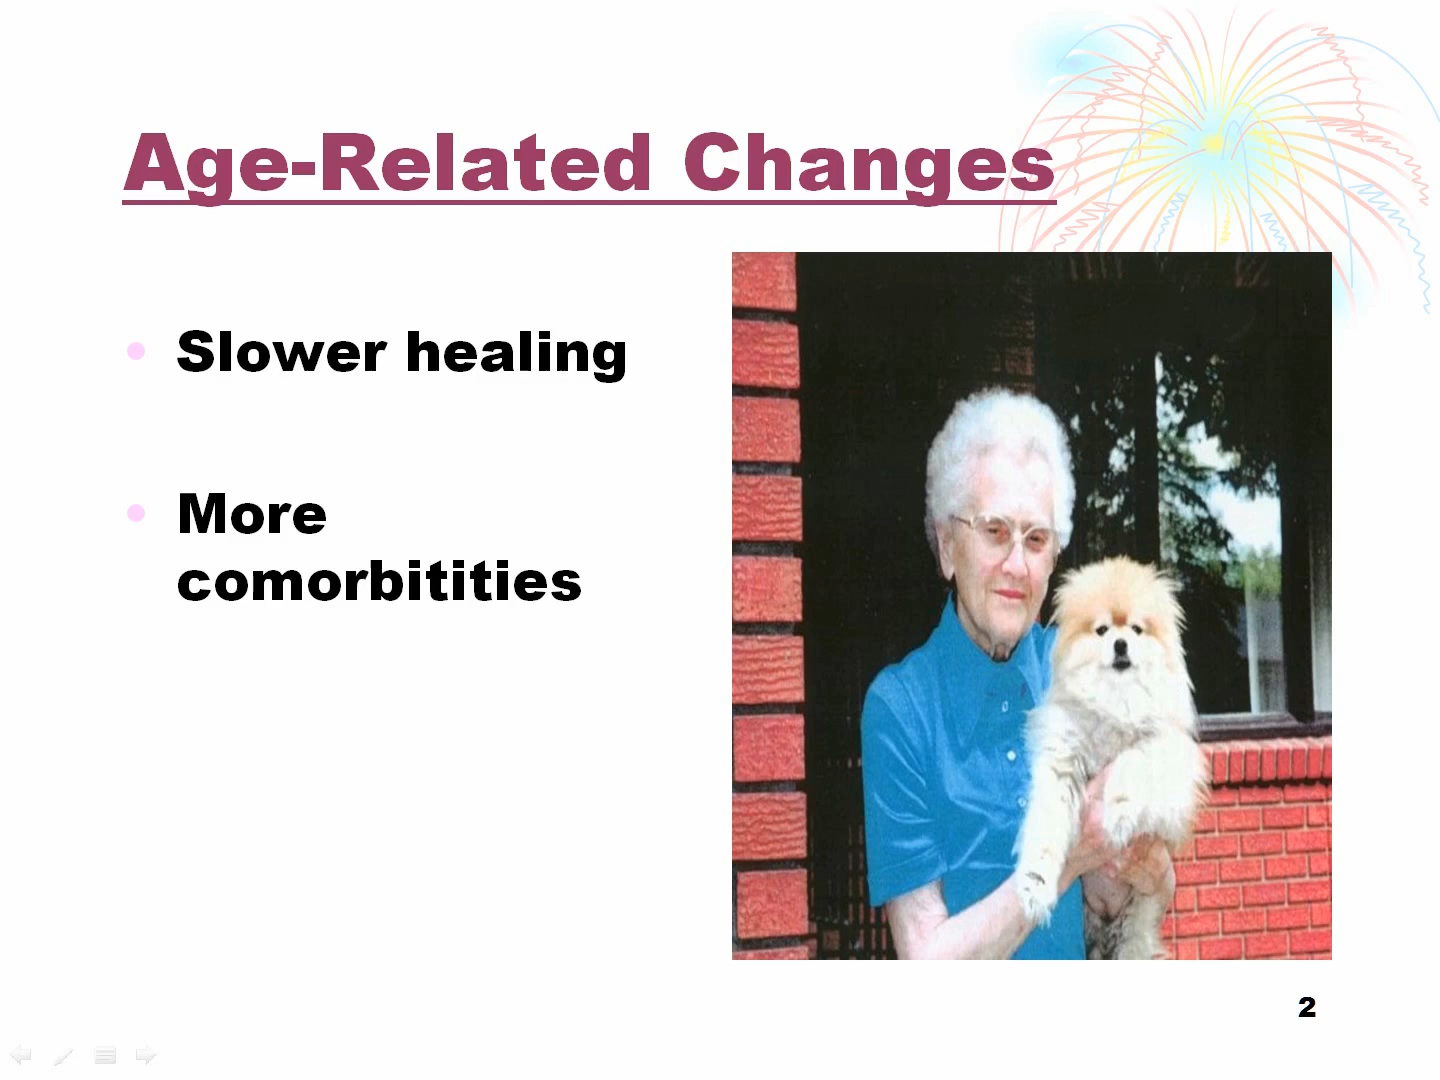 Age-Related Changes
• Slower healing
• More
comorbitities
2